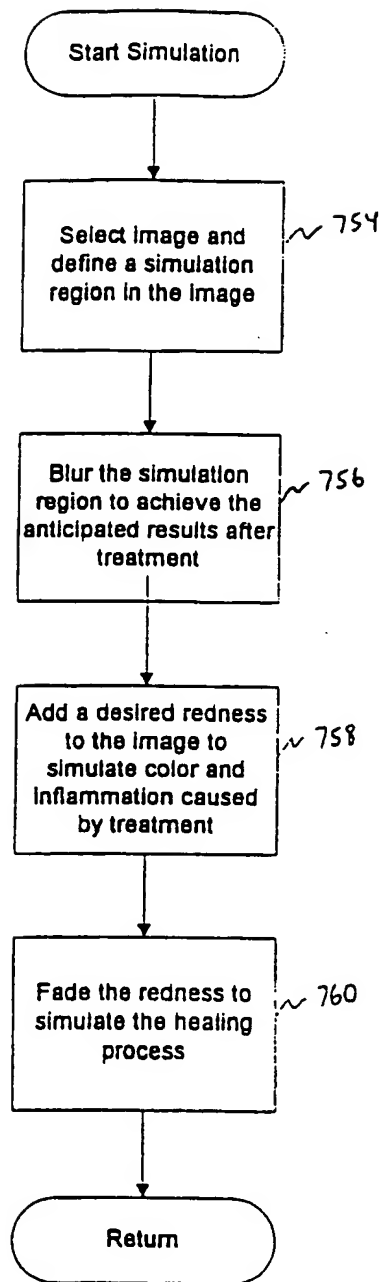 Start Simulation
Select image and
define a simulation
region in the image
754
Blur the simulation
region to achieve the
anticipated results after
treatment
756
Add a desired redness
to the image to
simulate color and
inflammation caused
by treatment
758
Fade the redness to
simulate the healing
process
760
Return